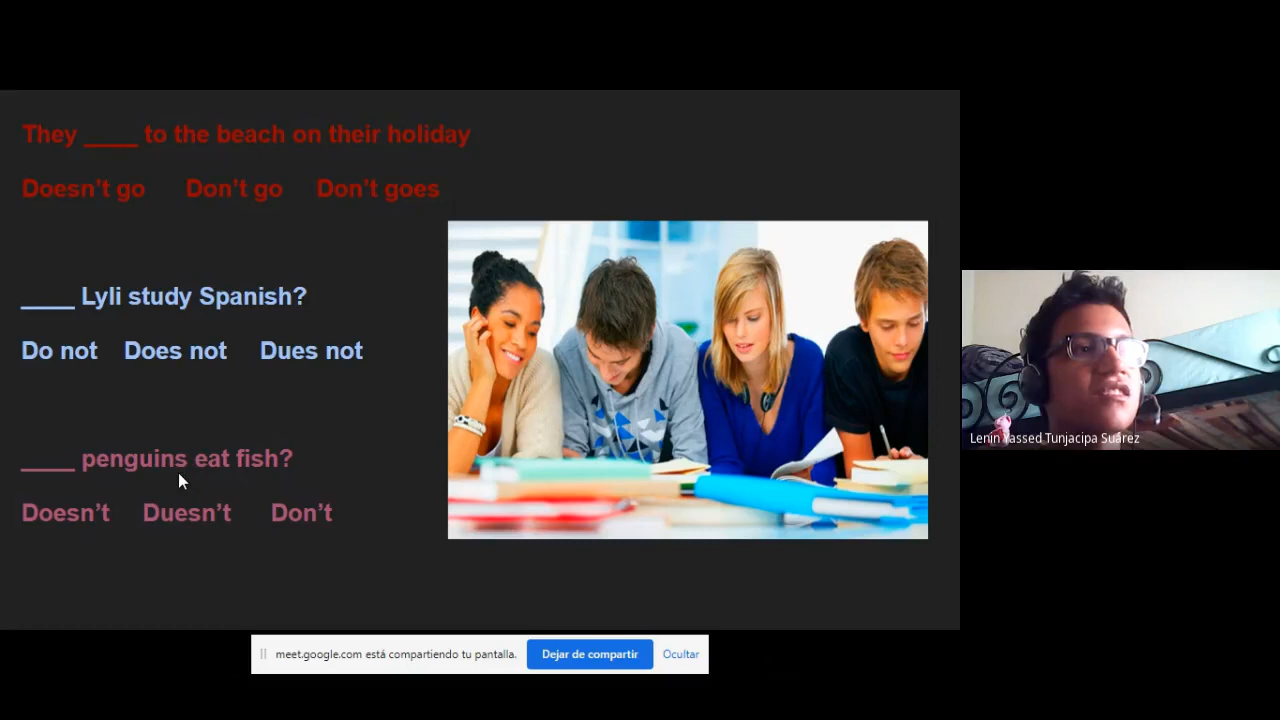 They ____ to the beach on their holiday
Doesn't go Don't go Don't goes
____ Lyli study Spanish?
Do not Does not Dues not
____ penguins eat fish?
Doesn't Duesn't Don't
Lenin Yassed Tunjacipa Suárez
meet.google.com está compartiendo tu pantalla. Dejar de compartir Ocultar